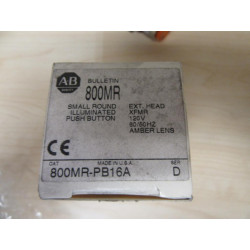 AB
BULLETIN
800MR
SMALL ROUND EXT. HEAD
ILLUMINATED XFMR
PUSH BUTTON 120V
50/60HZ
AMBER LENS
CE
CAT MADE IN U.S.A. SER
800MR-PB16A D